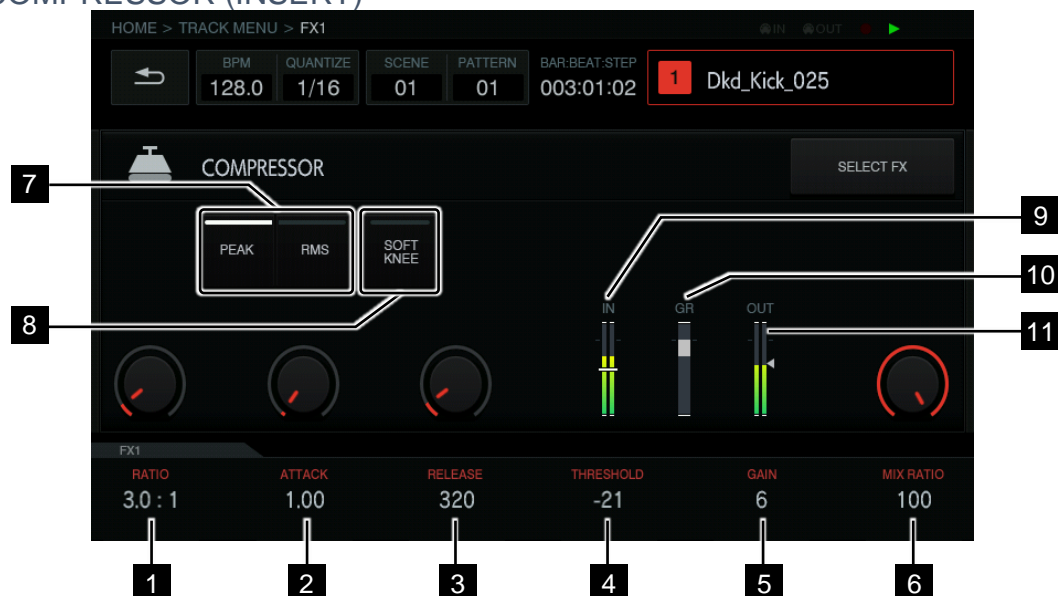 COMPRESSOR (INSERT)
HOME > TRACK MENU > FX1
IN OUT
BPM QUANTIZE SCENE PATTERN BAR:BEAT:STEP
128.0 1/16 01 01 003:01:02 1 Dkd_Kick_025
COMPRESSOR SELECT FX
7
9
PEAK RMS SOFT
KNEE
10
8
IN GR OUT
11
FX1
RATIO ATTACK RELEASE THRESHOLD GAIN MIX RATIO
3.0 : 1 1.00 320 -21 6 100
1 2 3 4 5 6